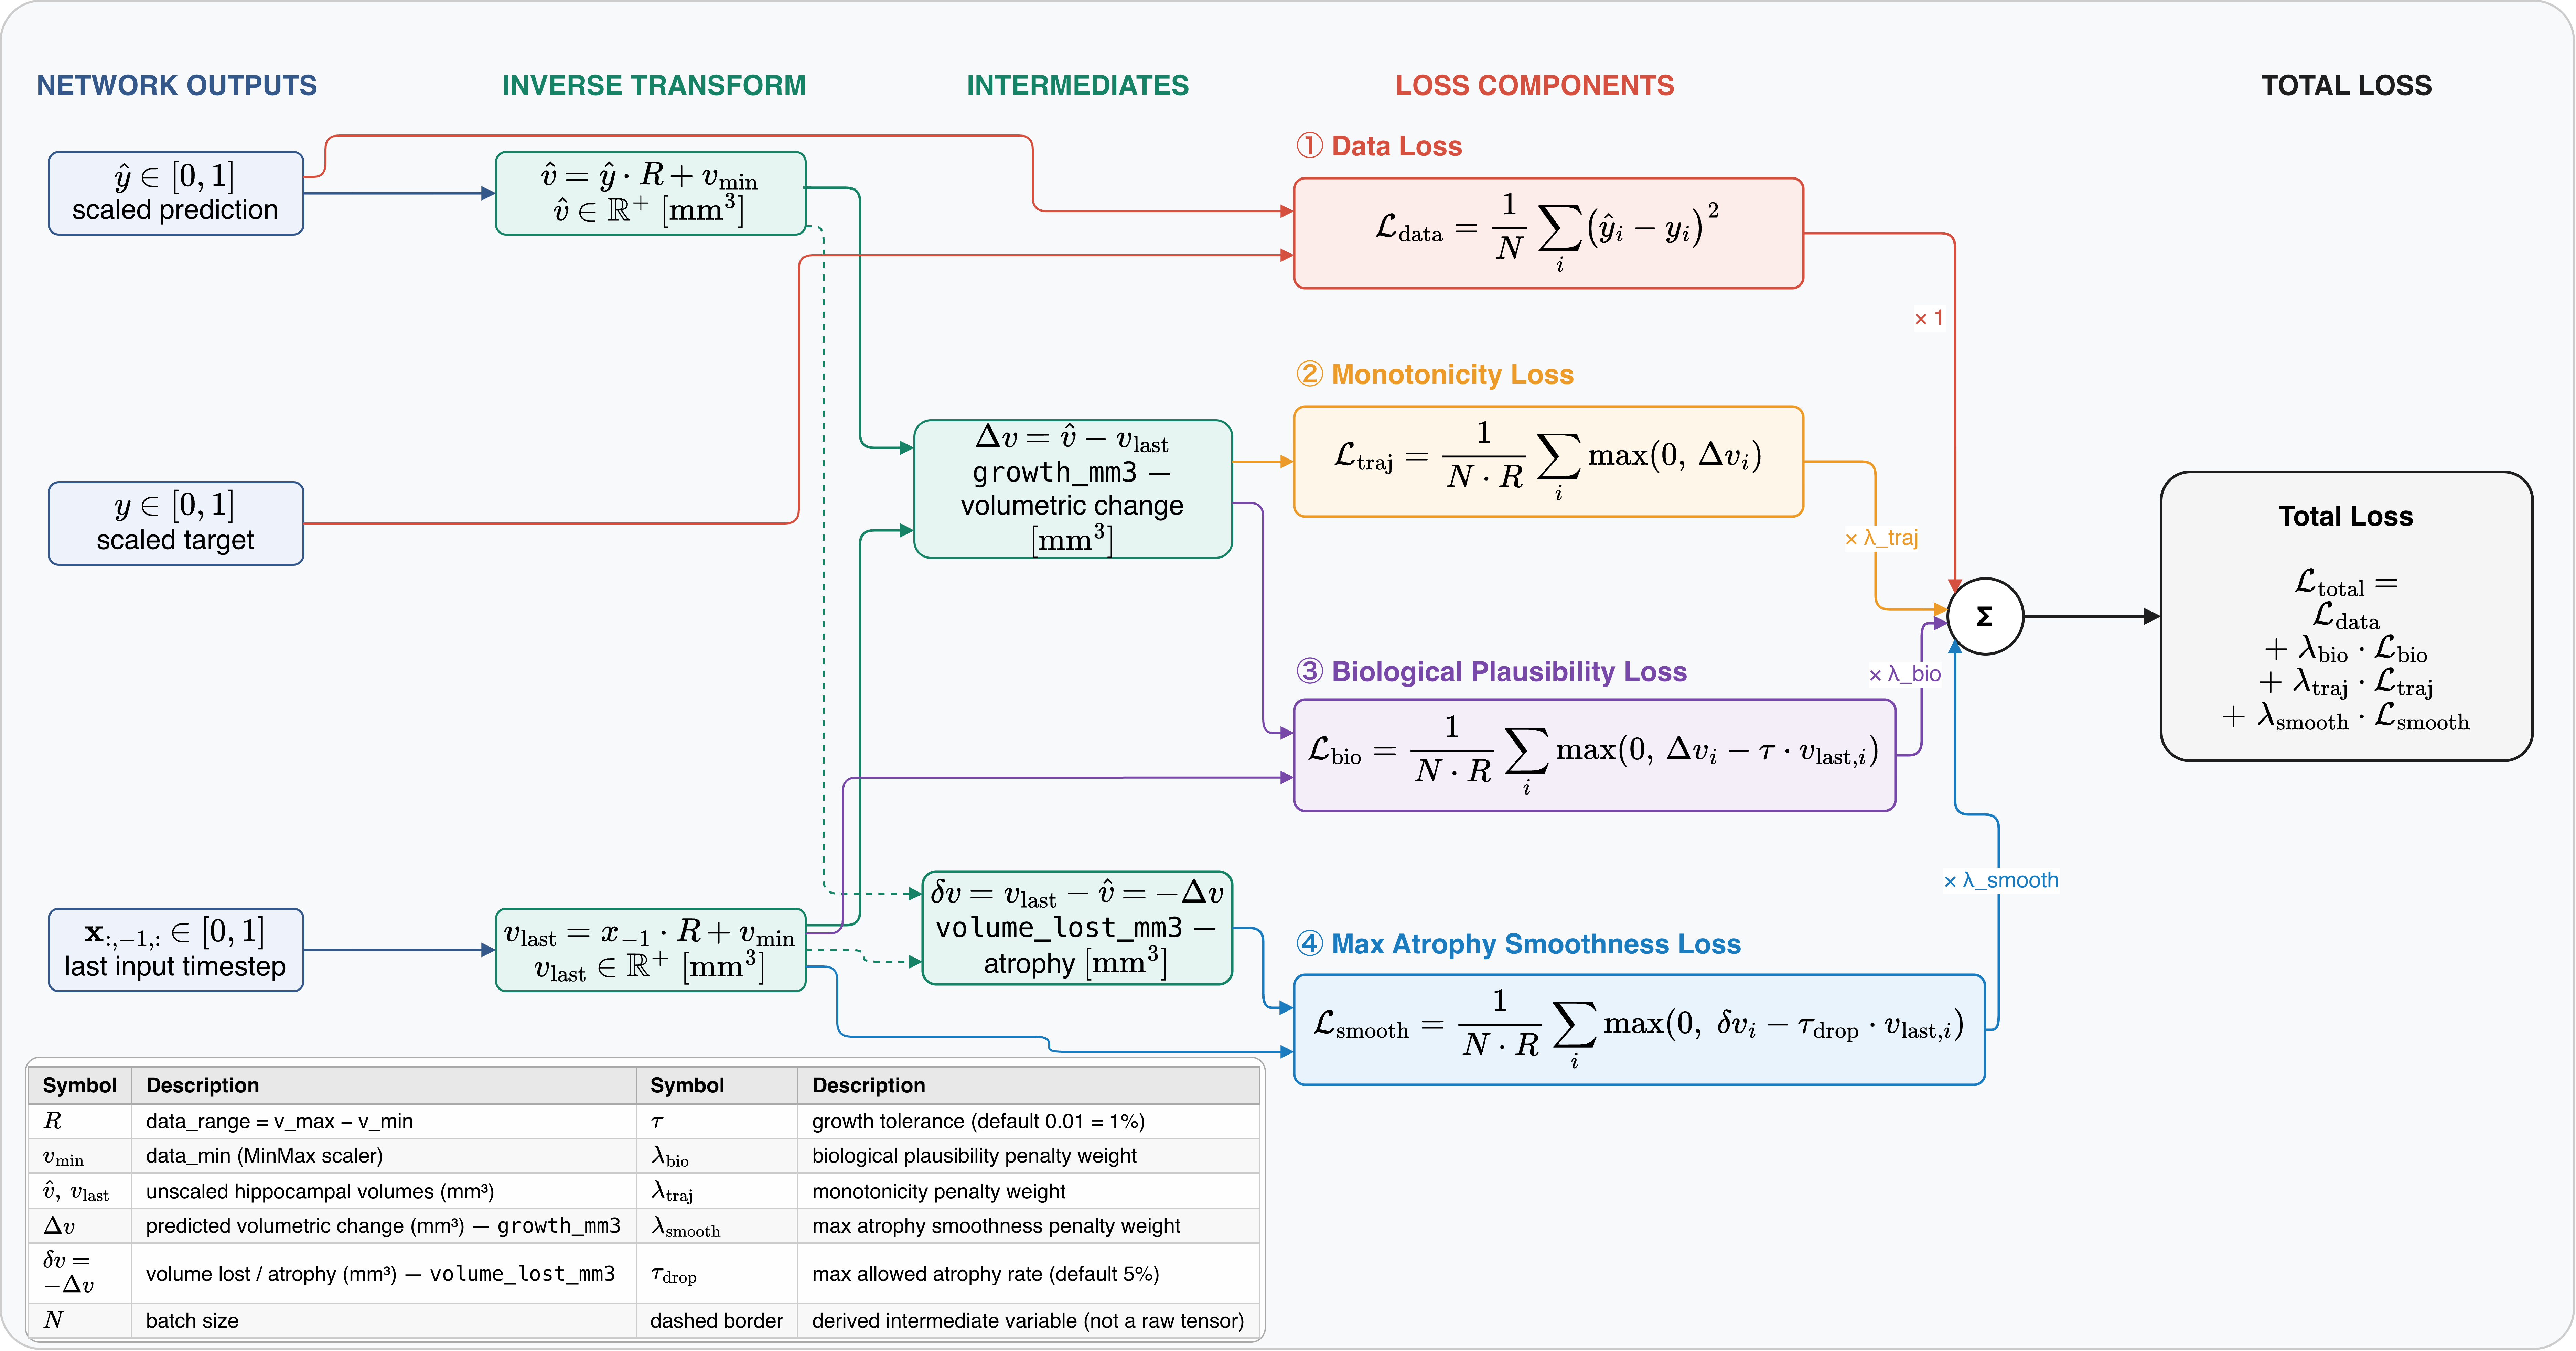 NETWORK OUTPUTS
INVERSE TRANSFORM
INTERMEDIATES
LOSS COMPONENTS
TOTAL LOSS
ŷ ∈ [0, 1]
scaled prediction
v̂ = ŷ · R + v_min
v̂ ∈ ℝ⁺ [mm³]
① Data Loss
𝓛_data = 1/N ∑_i (ŷ_i − y_i)²
× 1
② Monotonicity Loss
𝓛_traj = 1/(N · R) ∑_i max(0, Δv_i)
× λ_traj
y ∈ [0, 1]
scaled target
Δv = v̂ − v_last
growth_mm3 —
volumetric change
[mm³]
Σ
Total Loss
𝓛_total =
𝓛_data
+ λ_bio · 𝓛_bio
+ λ_traj · 𝓛_traj
+ λ_smooth · 𝓛_smooth
③ Biological Plausibility Loss
× λ_bio
𝓛_bio = 1/(N · R) ∑_i max(0, Δv_i − τ · v_last,i)
x_:,−1,: ∈ [0, 1]
last input timestep
v_last = x_−1 · R + v_min
v_last ∈ ℝ⁺ [mm³]
δv = v_last − v̂ = −Δv
volume_lost_mm3 —
atrophy [mm³]
× λ_smooth
④ Max Atrophy Smoothness Loss
𝓛_smooth = 1/(N · R) ∑_i max(0, δv_i − τ_drop · v_last,i)
Symbol Description Symbol Description
R data_range = v_max − v_min τ growth tolerance (default 0.01 = 1%)
v_min data_min (MinMax scaler) λ_bio biological plausibility penalty weight
v̂, v_last unscaled hippocampal volumes (mm³) λ_traj monotonicity penalty weight
Δv predicted volumetric change (mm³) — growth_mm3 λ_smooth max atrophy smoothness penalty weight
δv =
−Δv volume lost / atrophy (mm³) — volume_lost_mm3 τ_drop max allowed atrophy rate (default 5%)
N batch size dashed border derived intermediate variable (not a raw tensor)